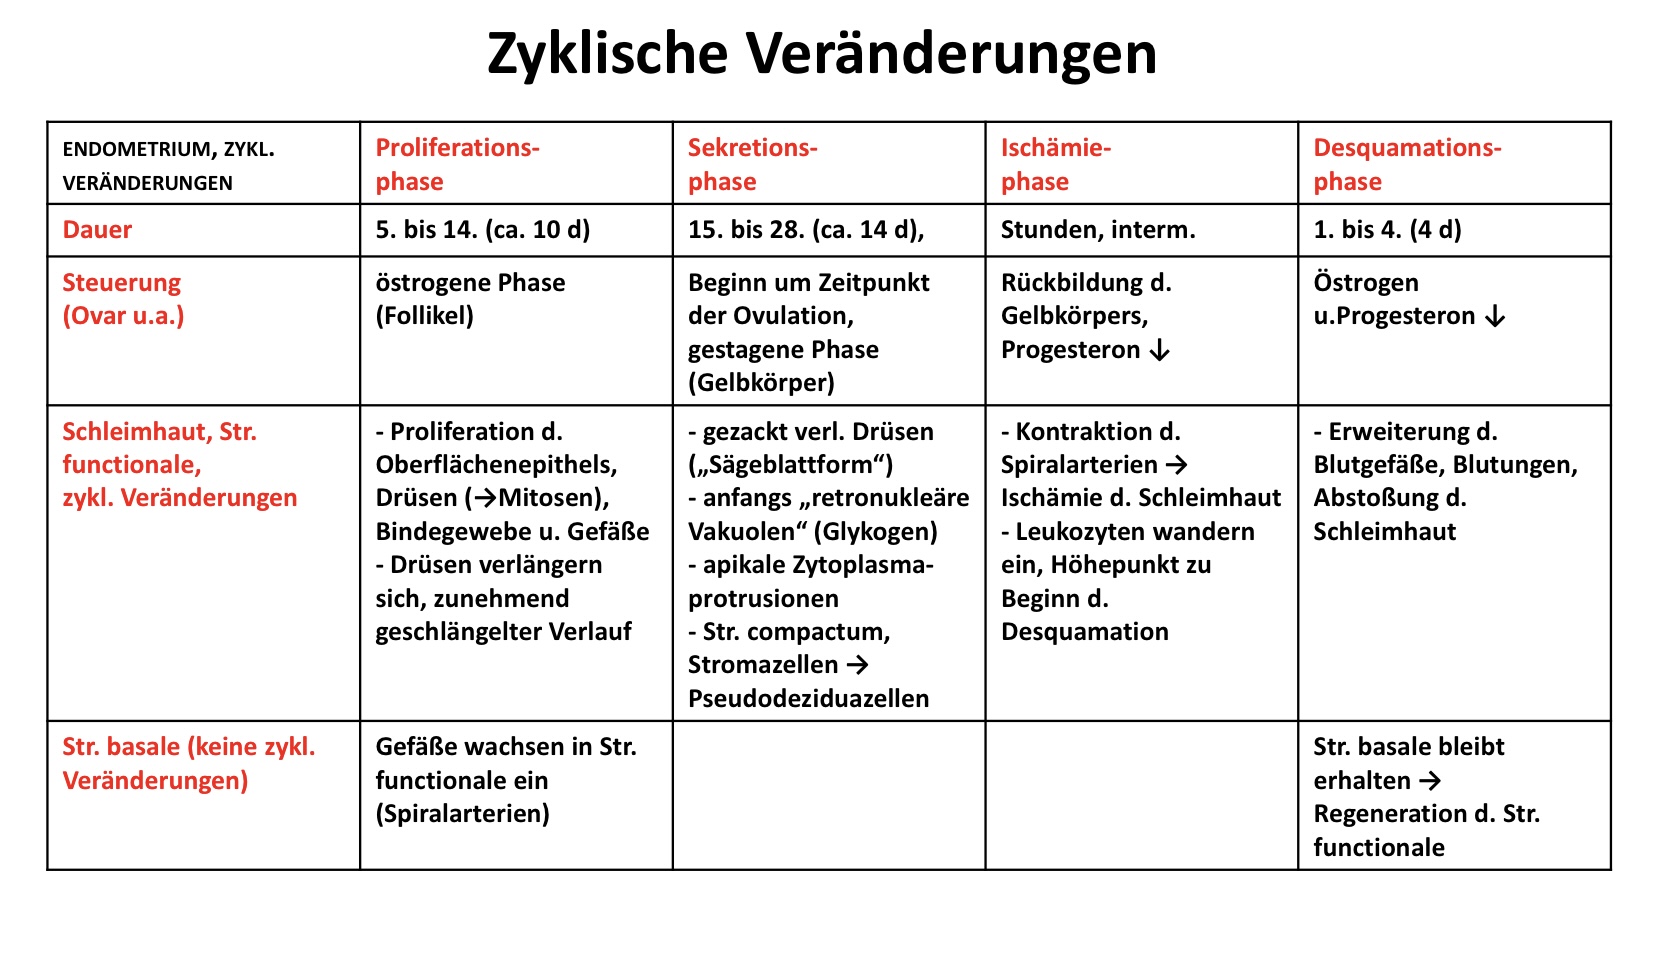 Zyklische Veränderungen
ENDOMETRIUM, ZYKL.
VERÄNDERUNGEN
Proliferations-
phase
Sekretions-
phase
Ischämie-
phase
Desquamations-
phase
Dauer
5. bis 14. (ca. 10 d)
15. bis 28. (ca. 14 d),
Stunden, interm.
1. bis 4. (4 d)
Steuerung
(Ovar u.a.)
östrogene Phase
(Follikel)
Beginn um Zeitpunkt
der Ovulation,
gestagene Phase
(Gelbkörper)
Rückbildung d.
Gelbkörpers,
Progesteron ↓
Östrogen
u.Progesteron ↓
Schleimhaut, Str.
functionale,
zykl. Veränderungen
- Proliferation d.
Oberflächenepithels,
Drüsen (→Mitosen),
Bindegewebe u. Gefäße
- Drüsen verlängern
sich, zunehmend
geschlängelter Verlauf
- gezackt verl. Drüsen
(„Sägeblattform“)
- anfangs „retronukleäre
Vakuolen“ (Glykogen)
- apikale Zytoplasma-
protrusionen
- Str. compactum,
Stromazellen →
Pseudodeziduazellen
- Kontraktion d.
Spiralarterien →
Ischämie d. Schleimhaut
- Leukozyten wandern
ein, Höhepunkt zu
Beginn d.
Desquamation
- Erweiterung d.
Blutgefäße, Blutungen,
Abstoßung d.
Schleimhaut
Str. basale (keine zykl.
Veränderungen)
Gefäße wachsen in Str.
functionale ein
(Spiralarterien)
Str. basale bleibt
erhalten →
Regeneration d. Str.
functionale